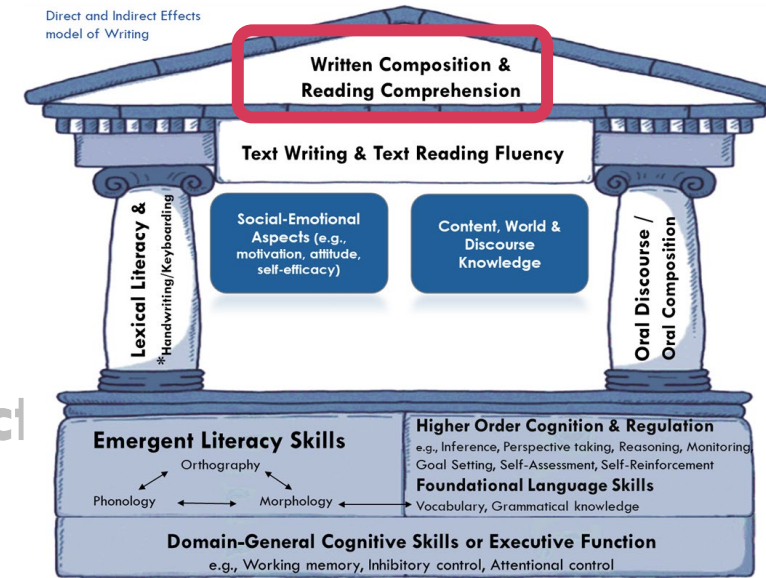 Direct and Indirect Effects
model of Writing
Written Composition &
Reading Comprehension
Text Writing & Text Reading Fluency
Lexical Literacy &
*Handwriting/Keyboarding
Social-Emotional
Aspects (e.g.,
motivation, attitude,
self-efficacy)
Content, World &
Discourse
Knowledge
Oral Discourse /
Oral Composition
Emergent Literacy Skills
Orthography
Phonology
Morphology
Higher Order Cognition & Regulation
e.g., Inference, Perspective taking, Reasoning, Monitoring,
Goal Setting, Self-Assessment, Self-Reinforcement
Foundational Language Skills
Vocabulary, Grammatical knowledge
Domain-General Cognitive Skills or Executive Function
e.g., Working memory, Inhibitory control, Attentional control